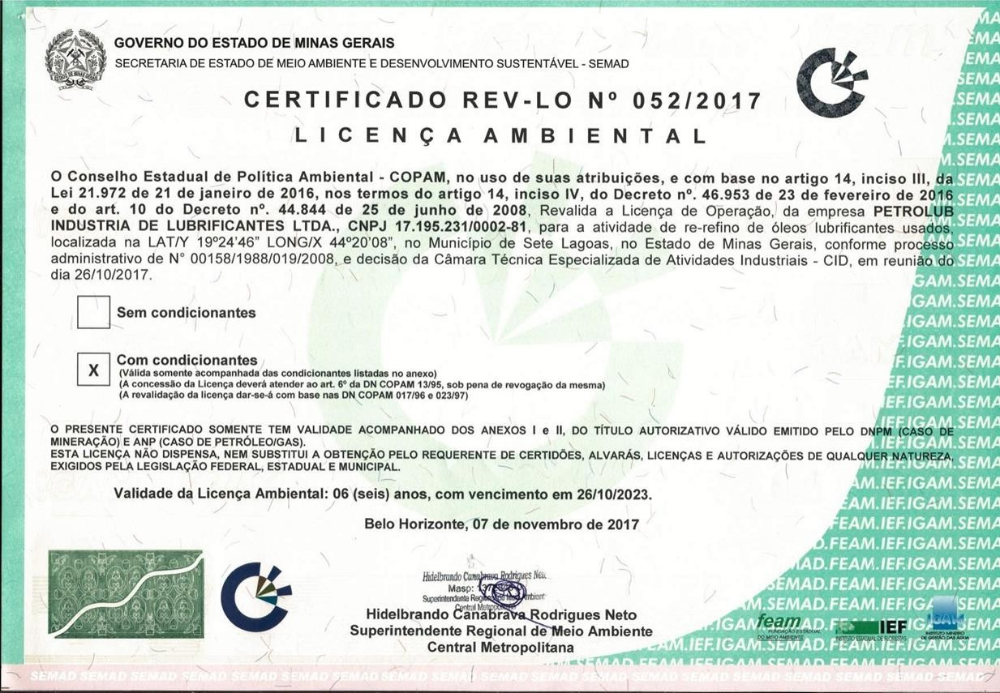 GOVERNO DO ESTADO DE MINAS GERAIS
SECRETARIA DE ESTADO DE MEIO AMBIENTE E DESENVOLVIMENTO SUSTENTÁVEL - SEMAD
CERTIFICADO REV-LO Nº 052/2017
LICENÇA AMBIENTAL
O Conselho Estadual de Política Ambiental - COPAM, no uso de suas atribuições, e com base no artigo 14, inciso III, da
Lei 21.972 de 21 de janeiro de 2016, nos termos do artigo 14, inciso IV, do Decreto nº. 46.953 de 23 de fevereiro de 2016
e do art. 10 do Decreto nº. 44.844 de 25 de junho de 2008, Revalida a Licença de Operação, da empresa PETROLUB
INDUSTRIA DE LUBRIFICANTES LTDA., CNPJ 17.195.231/0002-81, para a atividade de re-refino de óleos lubrificantes usados,
localizada na LAT/Y 19º24'46” LONG/X 44º20'08”, no Município de Sete Lagoas, no Estado de Minas Gerais, conforme processo
administrativo de N° 00158/1988/019/2008, e decisão da Câmara Técnica Especializada de Atividades Industriais - CID, em reunião do
dia 26/10/2017.
Sem condicionantes
X Com condicionantes
(Válida somente acompanhada das condicionantes listadas no anexo)
(A concessão da Licença deverá atender ao art. 6º da DN COPAM 13/95, sob pena de revogação da mesma)
(A revalidação da licença dar-se-á com base nas DN COPAM 017/96 e 023/97)
O PRESENTE CERTIFICADO SOMENTE TEM VALIDADE ACOMPANHADO DOS ANEXOS I e II, DO TÍTULO AUTORIZATIVO VÁLIDO EMITIDO PELO DNPM (CASO DE
MINERAÇÃO) E ANP (CASO DE PETRÓLEO/GAS).
ESTA LICENÇA NÃO DISPENSA, NEM SUBSTITUI A OBTENÇÃO PELO REQUERENTE DE CERTIDÕES, ALVARÁS, LICENÇAS E AUTORIZAÇÕES DE QUALQUER NATUREZA,
EXIGIDOS PELA LEGISLAÇÃO FEDERAL, ESTADUAL E MUNICIPAL.
Validade da Licença Ambiental: 06 (seis) anos, com vencimento em 26/10/2023.
Belo Horizonte, 07 de novembro de 2017
Hidelbrando Canabrava Rodrigues
Masp:
Superintendente
Central
Hidelbrando Canabrava Rodrigues Neto
Superintendente Regional de Meio Ambiente
Central Metropolitana
feam
FUNDAÇÃO ESTADUAL
DO MEIO AMBIENTE
IEF
INSTITUTO ESTADUAL DE FLORESTAS
IGAM
INSTITUTO MINEIRO
DE GESTÃO DAS ÁGUA
SEMAD SEMAD SEMAD SEMAD SEMAD SEMAD SEMAD SEMAD SEMAD SEMAD SEMAD SEMAD SEMAD SEMAD SEMAD SEMAD SEMAD SEMAD SEMAD